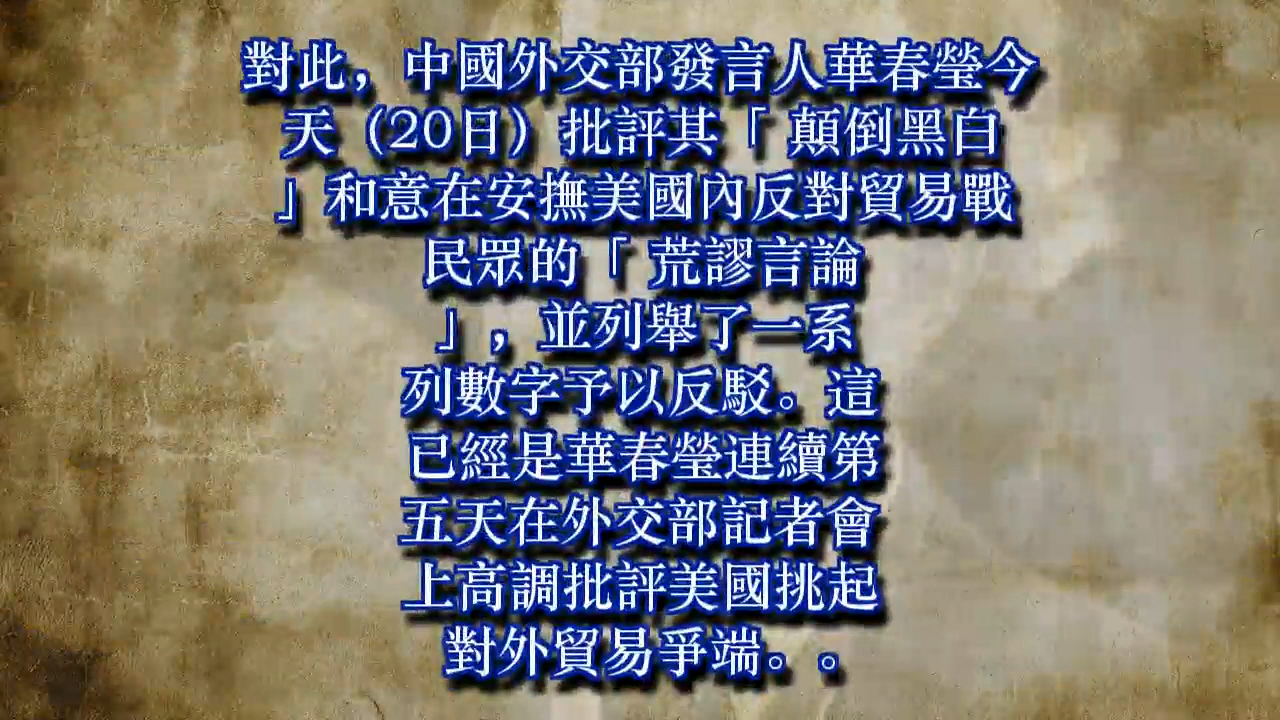 對此，中國外交部發言人華春瑩今
天（20日）批評其「 顛倒黑白
」和意在安撫美國內反對貿易戰
民眾的「 荒謬言論
」，並列舉了一系
列數字予以反駁。這
已經是華春瑩連續第
五天在外交部記者會
上高調批評美國挑起
對外貿易爭端。。